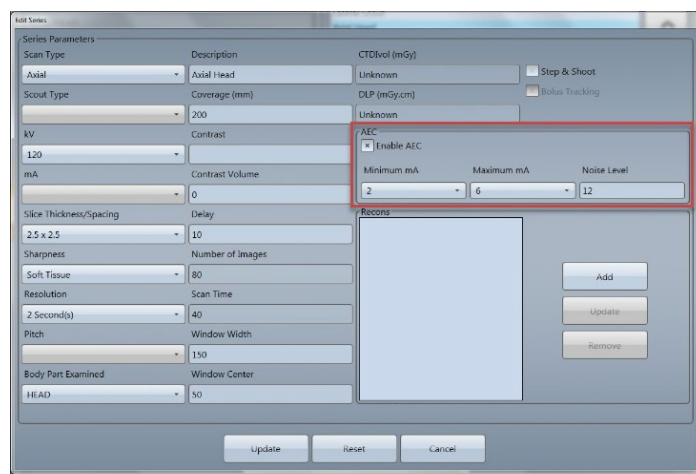 Edit Series
Series Parameters
Scan Type
Description
CTDIvol (mGy)
Axial
Axial Head
Unknown
Step & Shoot
Scout Type
Coverage (mm)
DLP (mGy.cm)
Bolus Tracking
200
Unknown
kV
Contrast
AEC
Enable AEC
120
mA
Contrast Volume
Minimum mA
Maximum mA
Noise Level
0
2
6
12
Slice Thickness/Spacing
Delay
Recons
2.5 x 2.5
10
Sharpness
Number of Images
Soft Tissue
80
Add
Resolution
Scan Time
2 Second(s)
40
Update
Pitch
Window Width
Remove
150
Body Part Examined
Window Center
HEAD
50
Update
Reset
Cancel